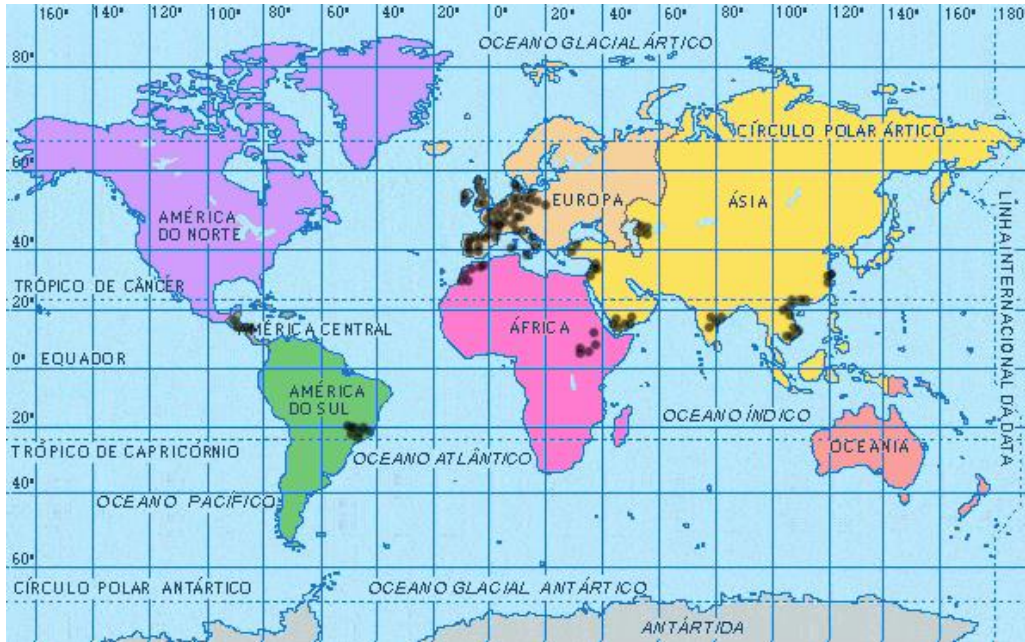 160° 140° 120° 100° 80° 60° 40° 20° 0° 20° 40° 60° 80° 100° 120° 140° 160° 180°
OCEANO GLACIAL ÁRTICO
80°
CÍRCULO POLAR ÁRTICO
60°
EUROPA
ÁSIA
AMÉRICA
DO NORTE
LINHA INTERNACIONAL DA DATA
40°
TRÓPICO DE CÂNCER
20°
AMÉRICA CENTRAL
ÁFRICA
0° EQUADOR
AMÉRICA
DO SUL
20°
OCEANO ÍNDICO
TRÓPICO DE CAPRICÓRNIO
OCEANO ATLÂNTICO
OCEANIA
40°
OCEANO PACÍFICO
60°
CÍRCULO POLAR ANTÁRTICO
OCEANO GLACIAL ANTÁRTICO
ANTÁRTIDA